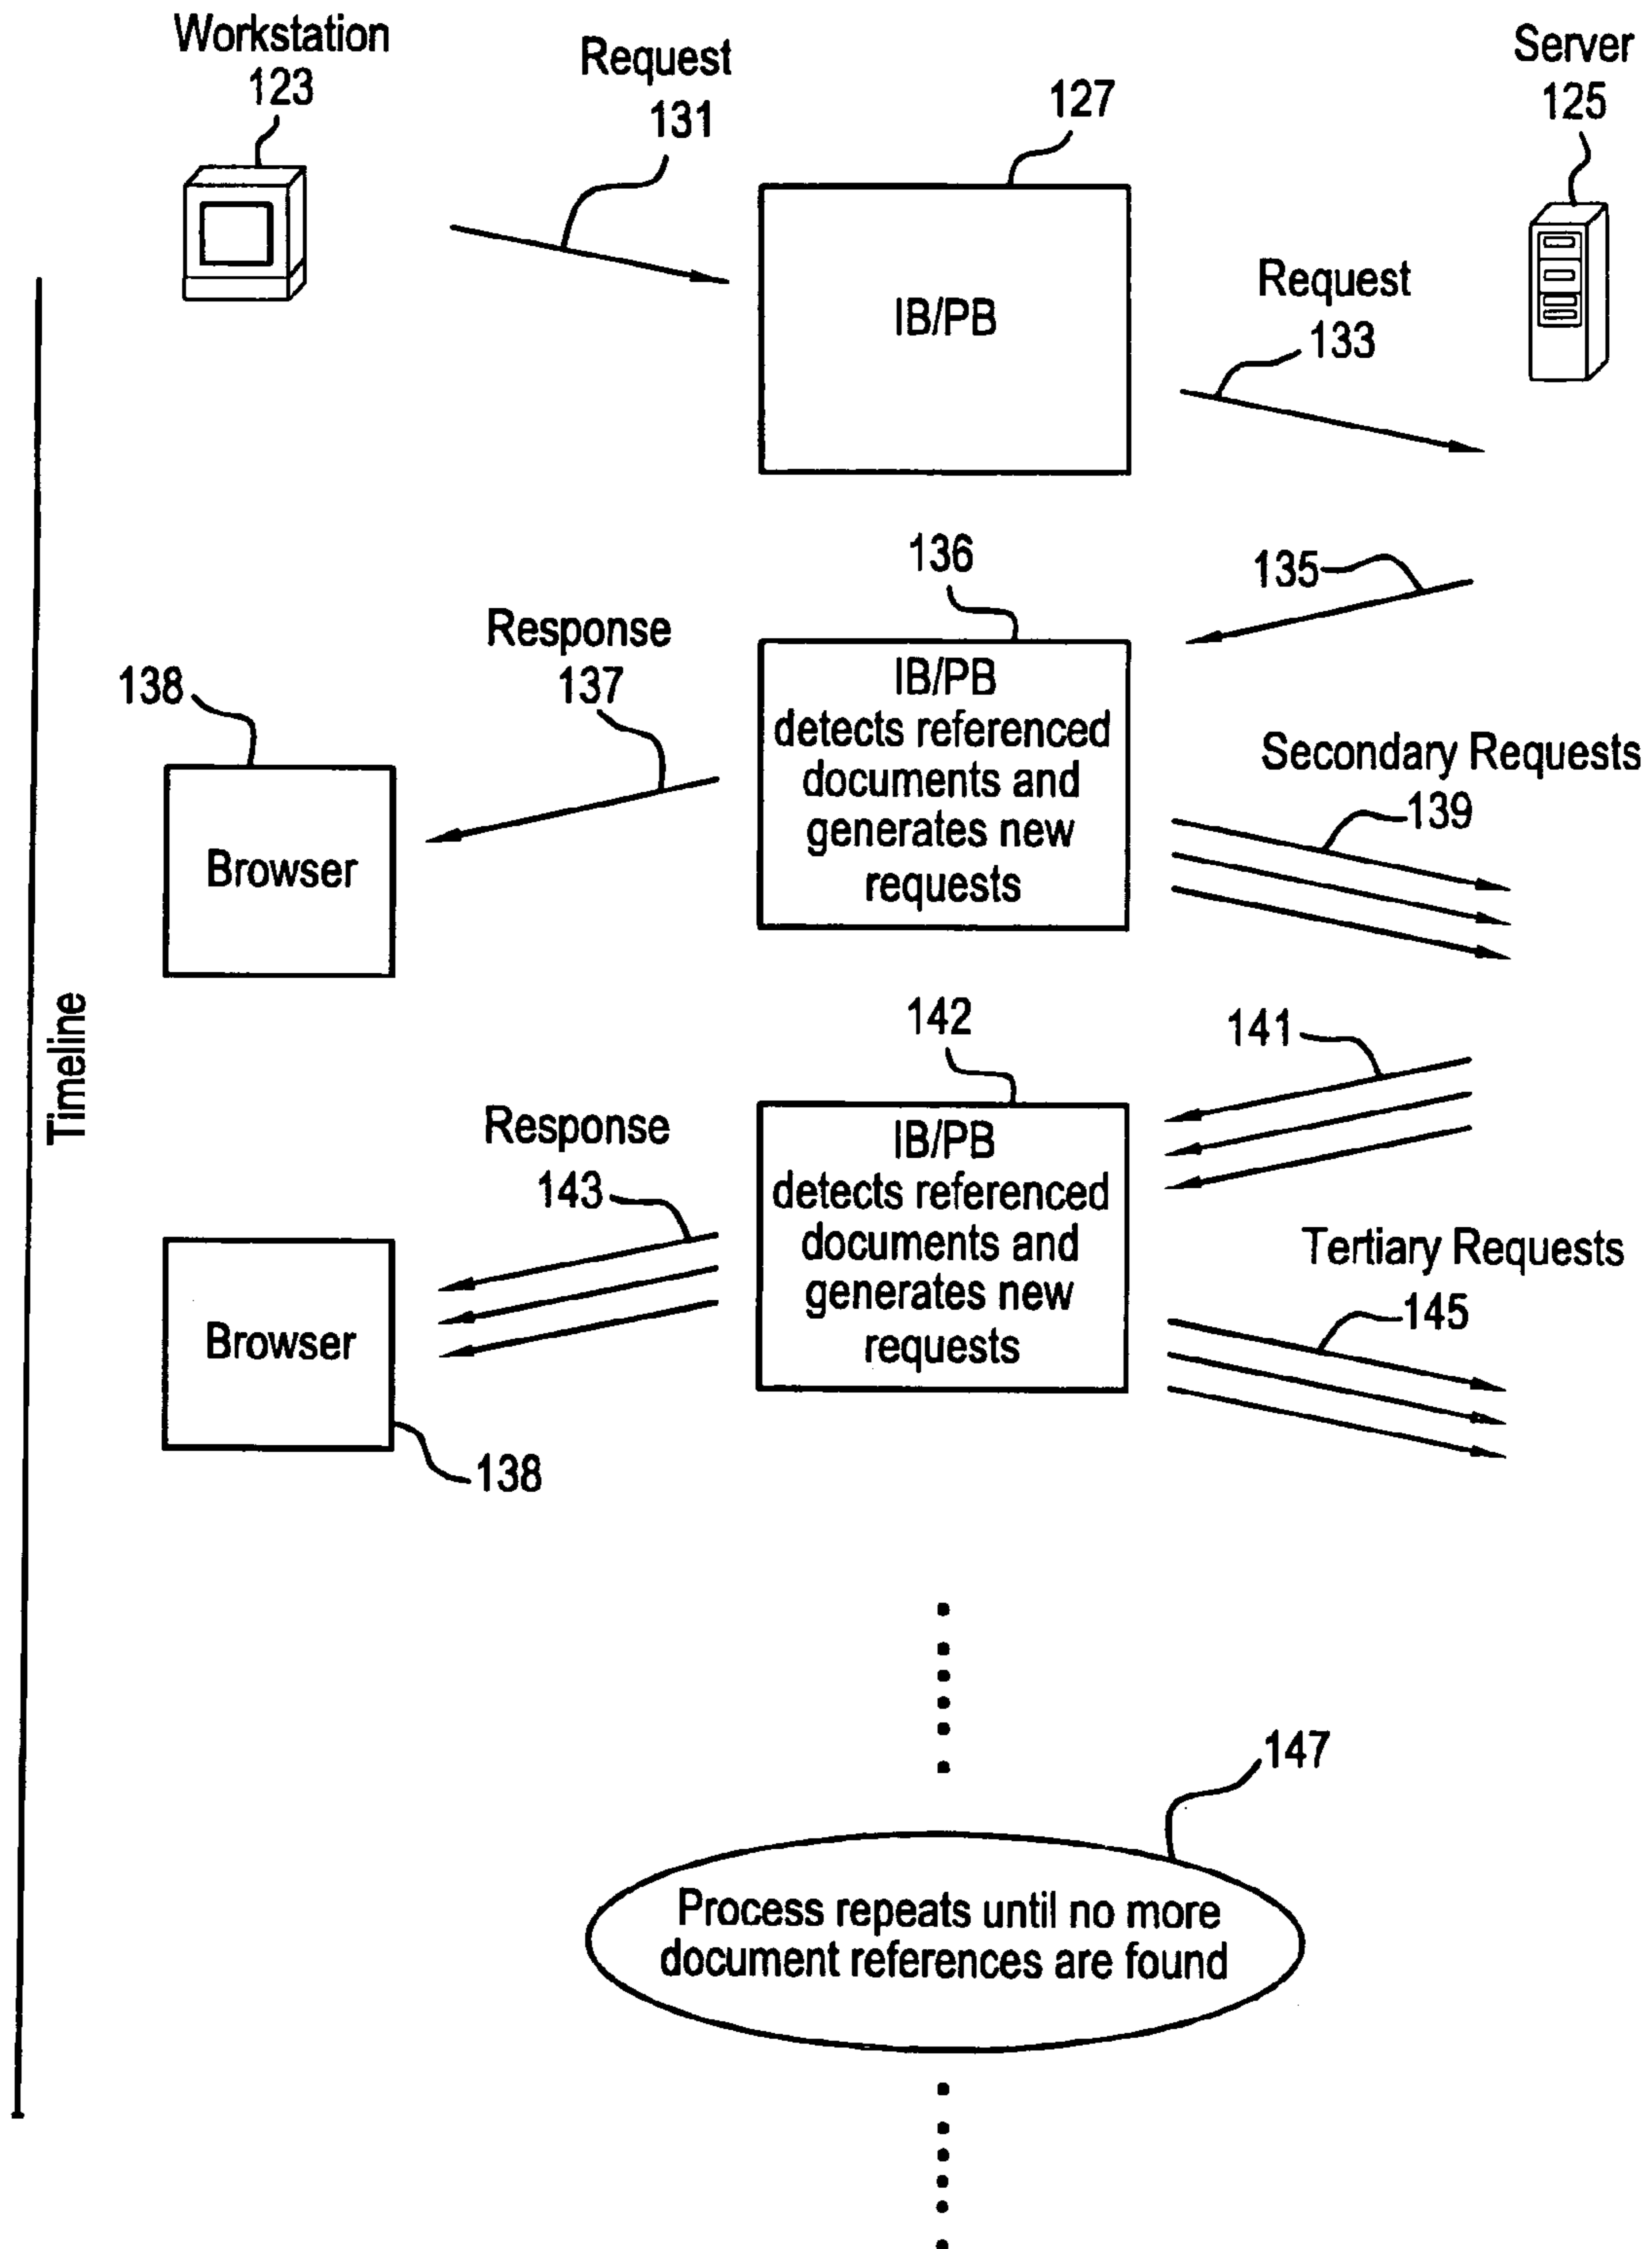 Workstation
123
Request
131
127
Server
125
IB/PB
Request
133
136
135
Response
137
138
IB/PB
detects referenced
documents and
generates new
requests
Secondary Requests
139
Browser
Timeline
142
141
Response
143
IB/PB
detects referenced
documents and
generates new
requests
Tertiary Requests
145
Browser
138
147
Process repeats until no more
document references are found